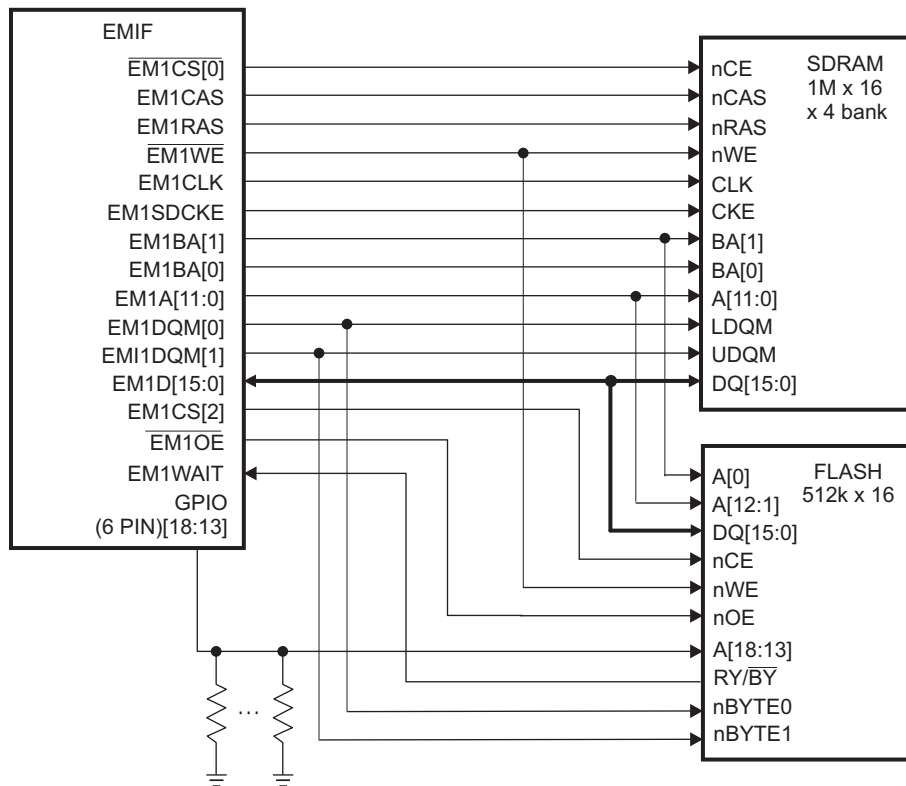 EMIF
EM1CS[0]
EM1CAS
EM1RAS
EM1WE
EM1CLK
EM1SDCKE
EM1BA[1]
EM1BA[0]
EM1A[11:0]
EM1DQM[0]
EMI1DQM[1]
EM1D[15:0]
EM1CS[2]
EM1OE
EM1WAIT
GPIO
(6 PIN)[18:13]
SDRAM
1M x 16
x 4 bank
nCE
nCAS
nRAS
nWE
CLK
CKE
BA[1]
BA[0]
A[11:0]
LDQM
UDQM
DQ[15:0]
FLASH
512k x 16
A[0]
A[12:1]
DQ[15:0]
nCE
nWE
nOE
A[18:13]
RY/BY
nBYTE0
nBYTE1
...